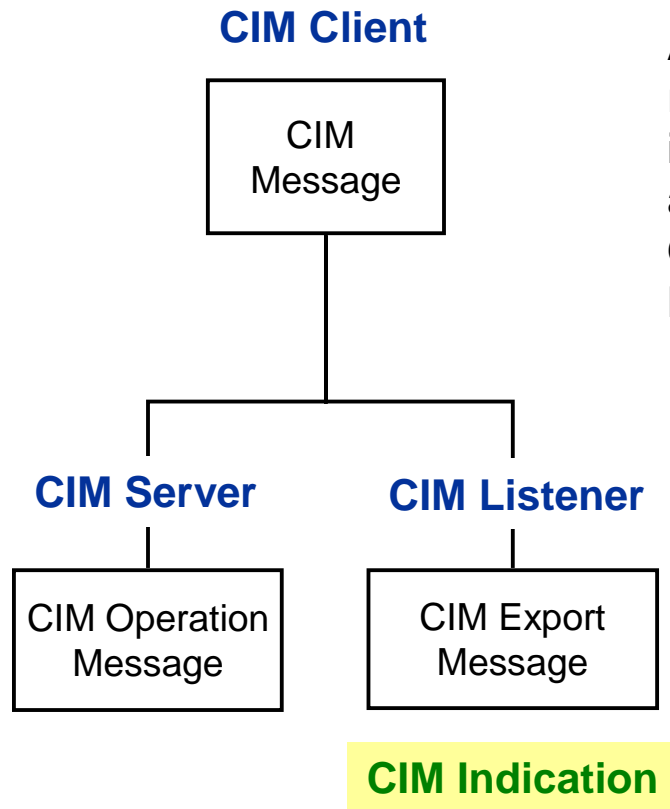 CIM Client
CIM
Message
CIM Server
CIM Listener
CIM Operation
Message
CIM Export
Message
CIM Indication